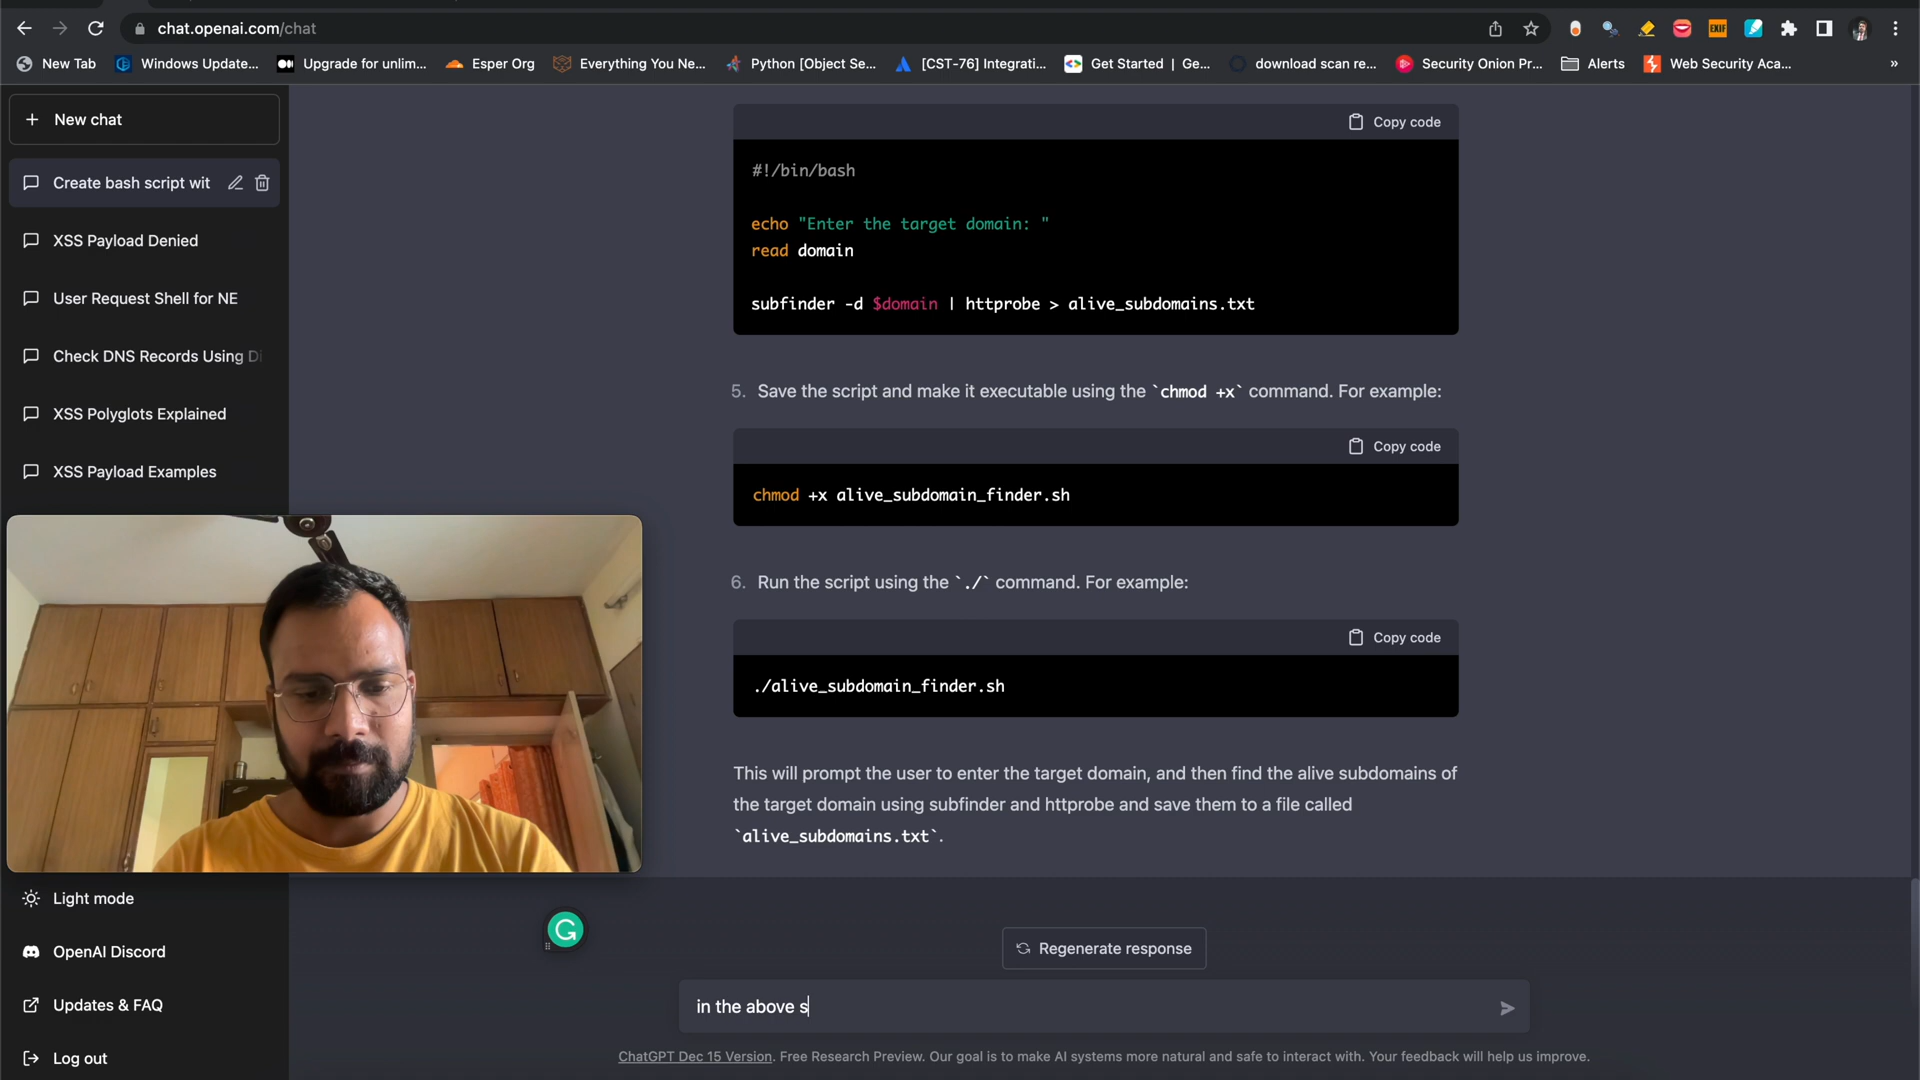 chat.openai.com/chat
New Tab
Windows Update...
Upgrade for unlim...
Esper Org
Everything You Ne...
Python [Object Se...
[CST-76] Integrati...
Get Started | Ge...
download scan re...
Security Onion Pr...
Alerts
Web Security Aca...
»
+ New chat
Create bash script wit
XSS Payload Denied
User Request Shell for NE
Check DNS Records Using Di
XSS Polyglots Explained
XSS Payload Examples
Light mode
OpenAI Discord
Updates & FAQ
Log out
Copy code
#!/bin/bash
echo "Enter the target domain: "
read domain
subfinder -d $domain | httprobe > alive_subdomains.txt
5. Save the script and make it executable using the `chmod +x` command. For example:
Copy code
chmod +x alive_subdomain_finder.sh
6. Run the script using the `./` command. For example:
Copy code
./alive_subdomain_finder.sh
This will prompt the user to enter the target domain, and then find the alive subdomains of
the target domain using subfinder and httprobe and save them to a file called
`alive_subdomains.txt`.
Regenerate response
in the above s
ChatGPT Dec 15 Version. Free Research Preview. Our goal is to make AI systems more natural and safe to interact with. Your feedback will help us improve.
EXIF